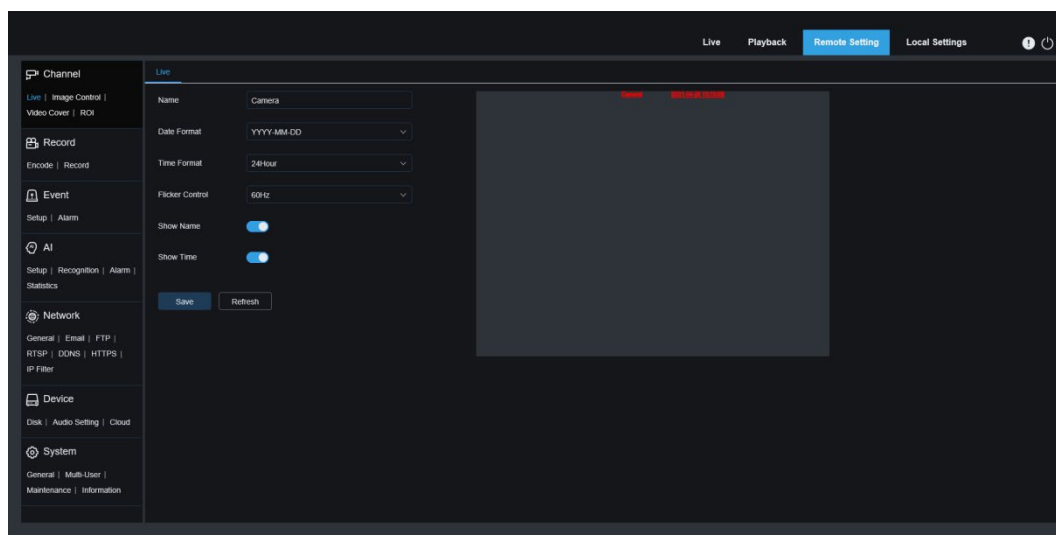 Live Playback Remote Setting Local Settings
Channel
Live | Image Control |
Video Cover | ROI
Record
Encode | Record
Event
Setup | Alarm
AI
Setup | Recognition | Alarm |
Statistics
Network
General | Email | FTP |
RTSP | DDNS | HTTPS |
IP Filter
Device
Disk | Audio Setting | Cloud
System
General | Multi-User |
Maintenance | Information
Live
Name Camera
Date Format YYYY-MM-DD
Time Format 24Hour
Flicker Control 60Hz
Show Name
Show Time
Save Refresh
Camera